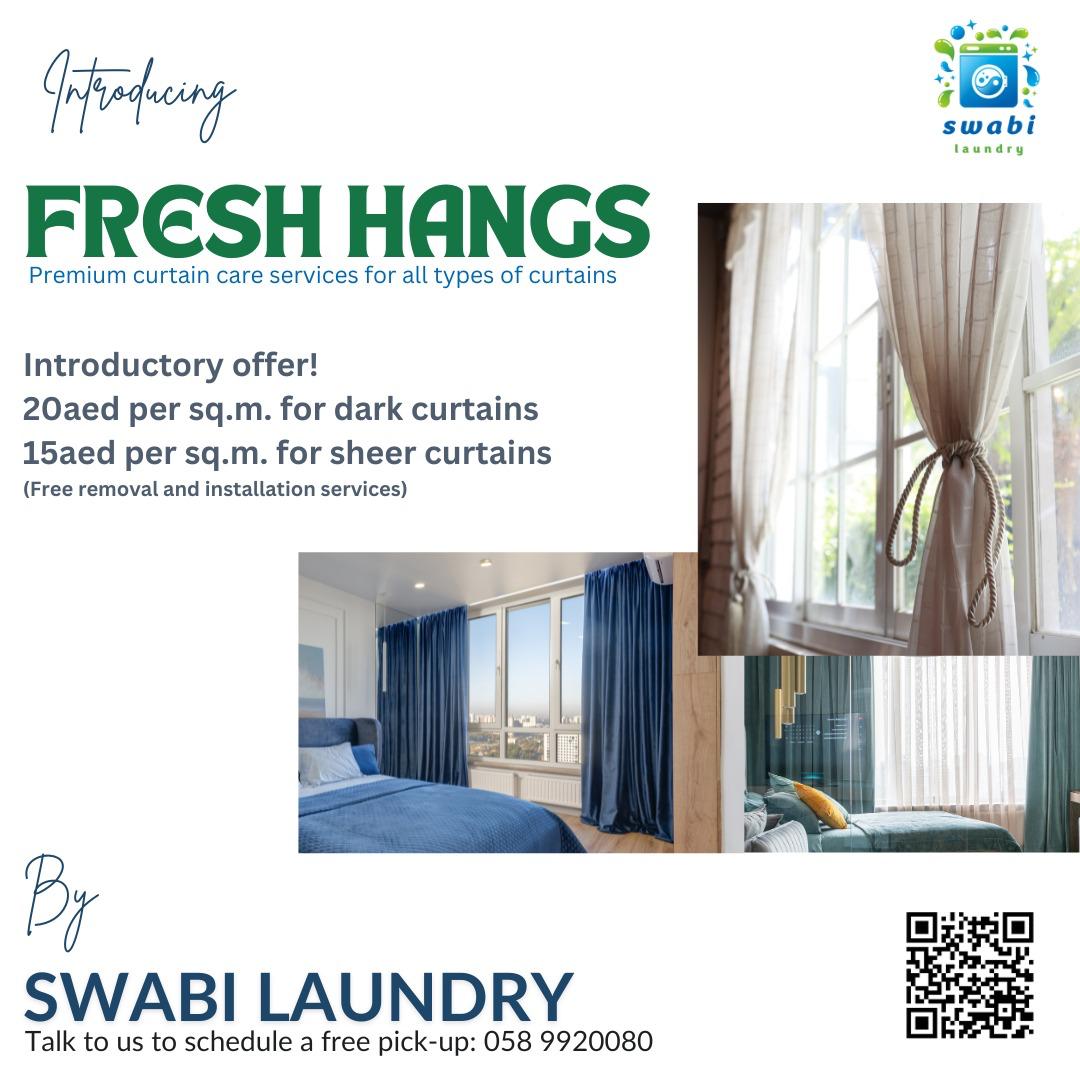 Introducing
swabi
laundry
FRESH HANGS
Premium curtain care services for all types of curtains
Introductory offer!
20aed per sq.m. for dark curtains
15aed per sq.m. for sheer curtains
(Free removal and installation services)
By
SWABI LAUNDRY
Talk to us to schedule a free pick-up: 058 9920080